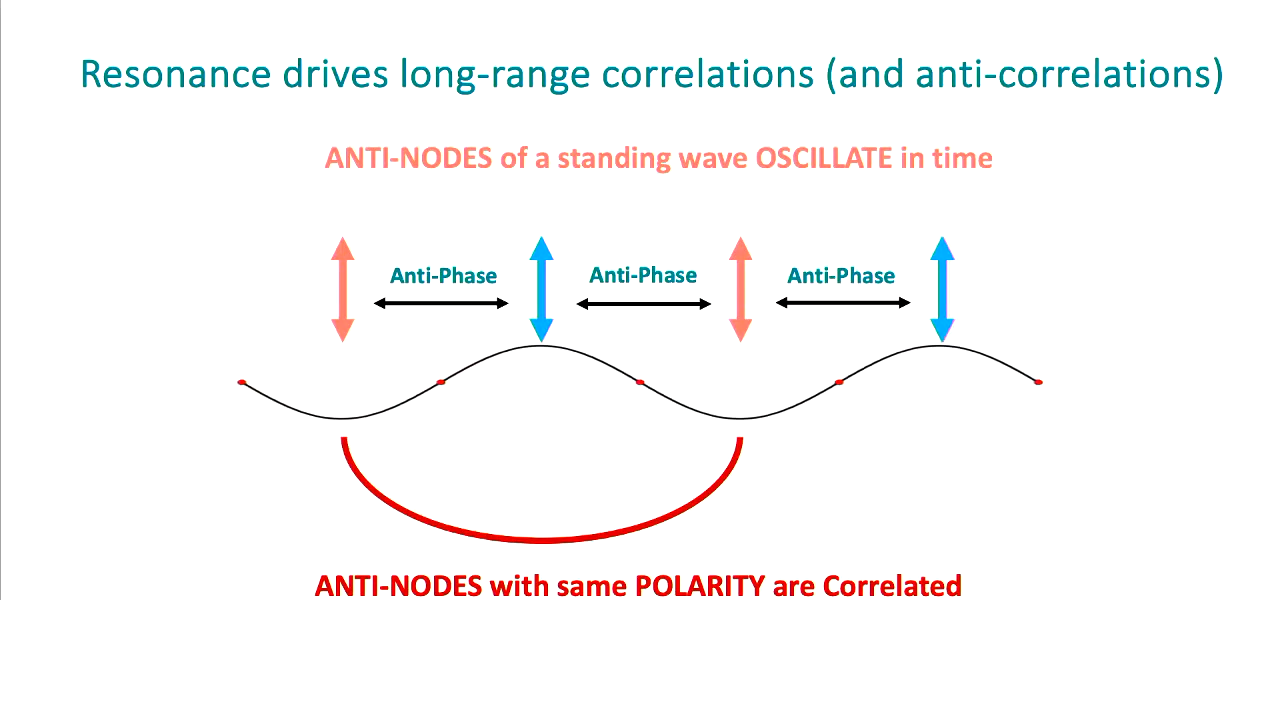 Resonance drives long-range correlations (and anti-correlations)
ANTI-NODES of a standing wave OSCILLATE in time
Anti-Phase
Anti-Phase
Anti-Phase
ANTI-NODES with same POLARITY are Correlated